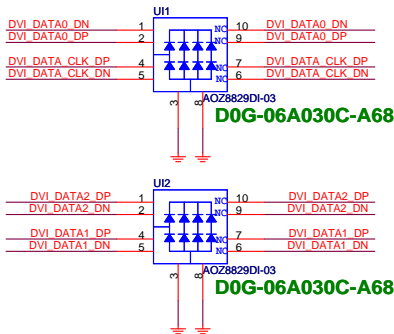 UI1
DVI_DATA0_DN 1 NC 10 DVI_DATA0_DN
DVI_DATA0_DP 2 NC 9 DVI_DATA0_DP
DVI_DATA_CLK_DP 4 NC 7 DVI_DATA_CLK_DP
DVI_DATA_CLK_DN 5 NC 6 DVI_DATA_CLK_DN
3 8 AOZ8829DI-03
D0G-06A030C-A68
UI2
DVI_DATA2_DP 1 NC 10 DVI_DATA2_DP
DVI_DATA2_DN 2 NC 9 DVI_DATA2_DN
DVI_DATA1_DP 4 NC 7 DVI_DATA1_DP
DVI_DATA1_DN 5 NC 6 DVI_DATA1_DN
3 8 AOZ8829DI-03
D0G-06A030C-A68